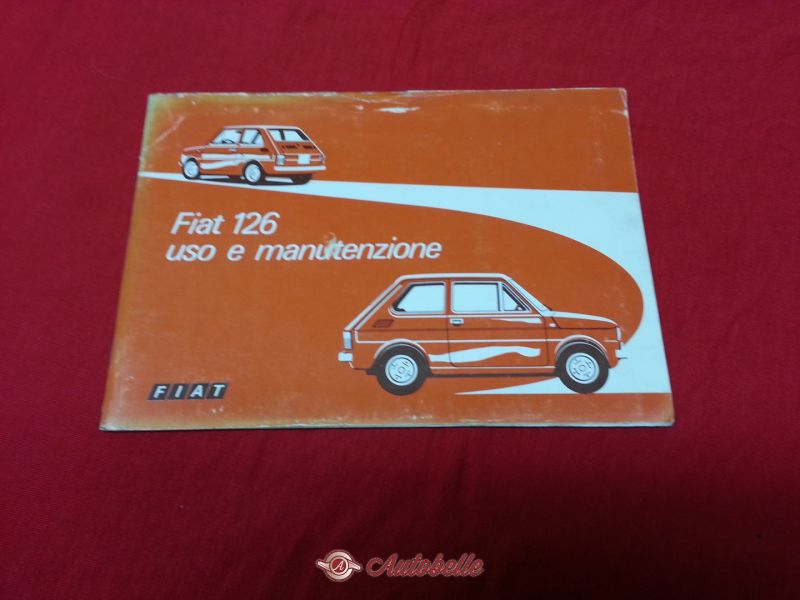 Fiat 126
uso e manutenzione
FIAT
Autobelle